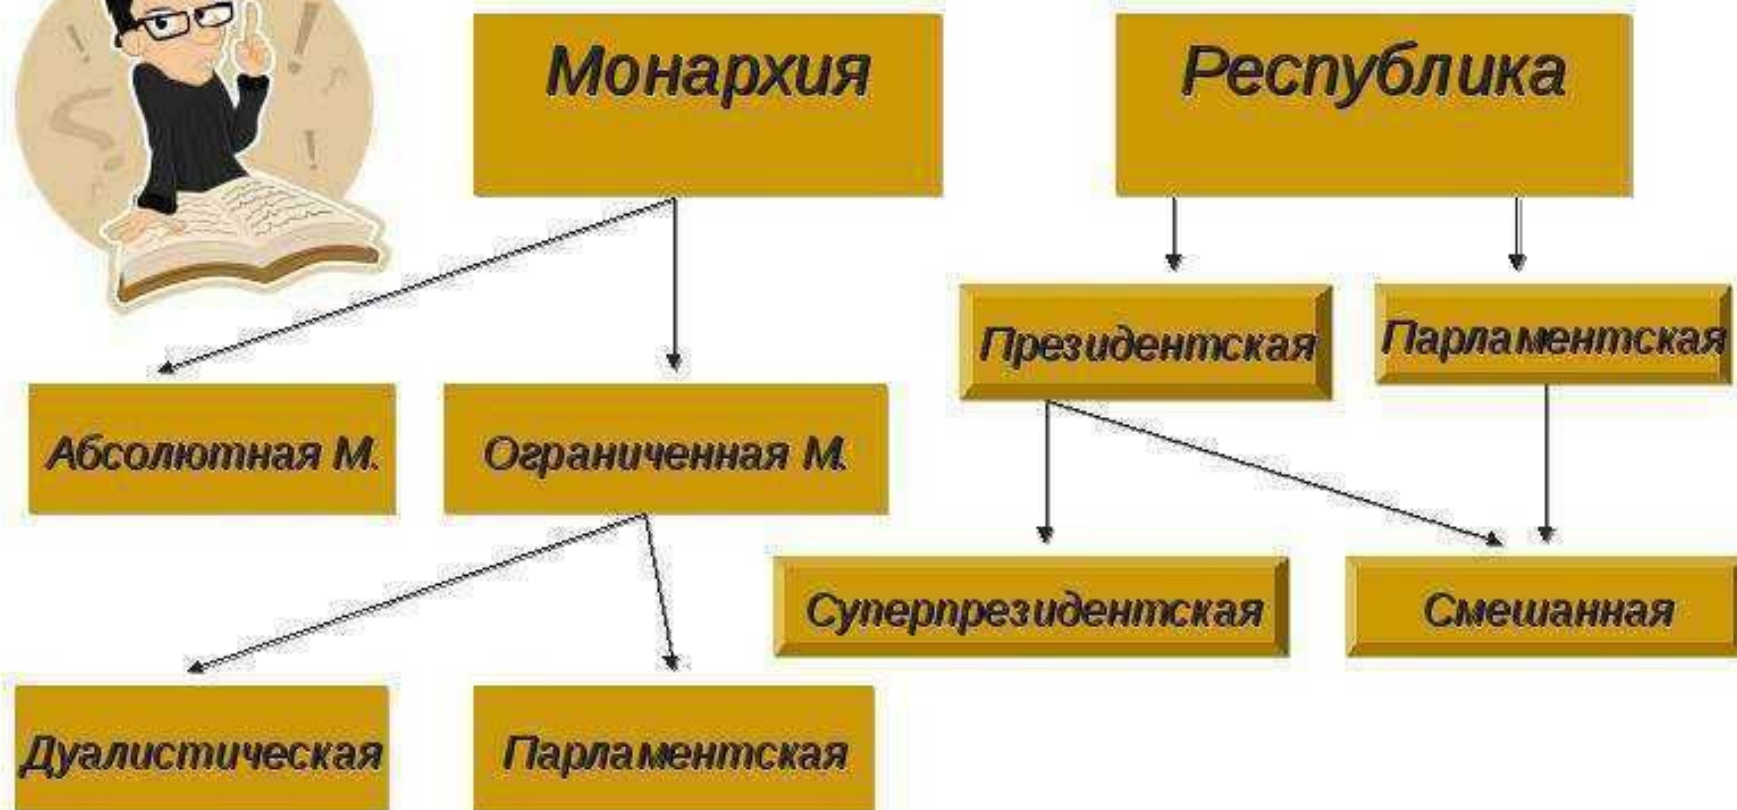 Монархия
Республика
Президентская
Парламентская
Абсолютная М.
Ограниченная М.
Суперпрезидентская
Смешанная
Дуалистическая
Парламентская